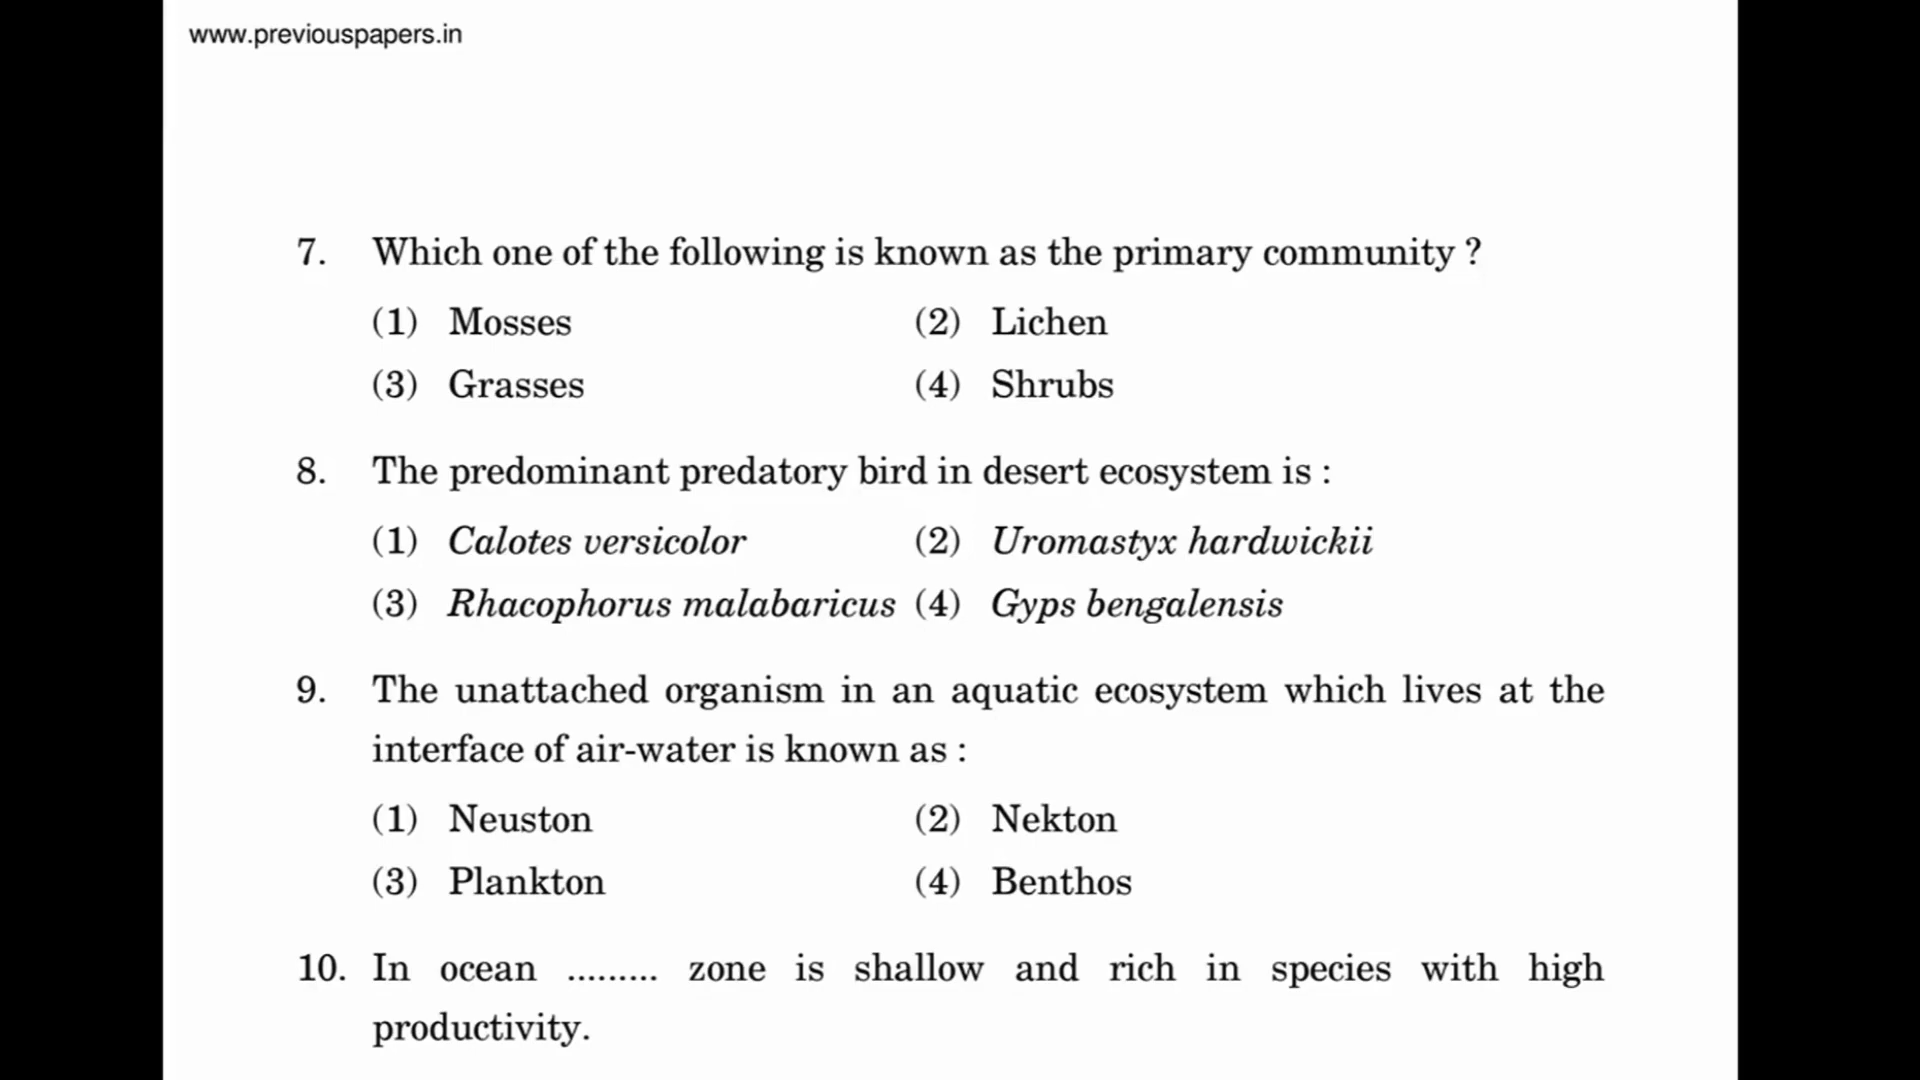 www.previouspapers.in
7. Which one of the following is known as the primary community ?
(1) Mosses (2) Lichen
(3) Grasses (4) Shrubs
8. The predominant predatory bird in desert ecosystem is :
(1) Calotes versicolor (2) Uromastyx hardwickii
(3) Rhacophorus malabaricus (4) Gyps bengalensis
9. The unattached organism in an aquatic ecosystem which lives at the
interface of air-water is known as :
(1) Neuston (2) Nekton
(3) Plankton (4) Benthos
10. In ocean ......... zone is shallow and rich in species with high
productivity.